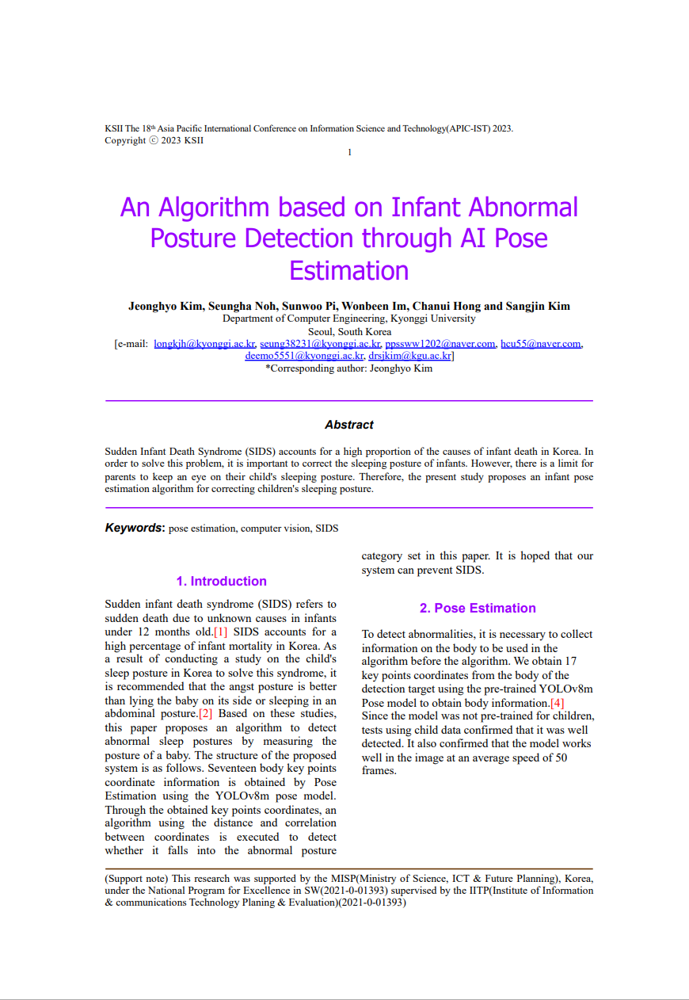 KSII The 18th Asia Pacific International Conference on Information Science and Technology(APIC-IST) 2023.
Copyright ⓒ 2023 KSII
1
An Algorithm based on Infant Abnormal
Posture Detection through AI Pose
Estimation
Jeonghyo Kim, Seungha Noh, Sunwoo Pi, Wonbeen Im, Chanui Hong and Sangjin Kim
Department of Computer Engineering, Kyonggi University
Seoul, South Korea
[e-mail: longkjh@kyonggi.ac.kr, seung38231@kyonggi.ac.kr, ppssww1202@naver.com, hcu55@naver.com,
deemo5551@kyonggi.ac.kr, drsjkim@kgu.ac.kr]
*Corresponding author: Jeonghyo Kim
Abstract
Sudden Infant Death Syndrome (SIDS) accounts for a high proportion of the causes of infant death in Korea. In
order to solve this problem, it is important to correct the sleeping posture of infants. However, there is a limit for
parents to keep an eye on their child's sleeping posture. Therefore, the present study proposes an infant pose
estimation algorithm for correcting children's sleeping posture.
Keywords: pose estimation, computer vision, SIDS
1. Introduction
Sudden infant death syndrome (SIDS) refers to
sudden death due to unknown causes in infants
under 12 months old.[1] SIDS accounts for a
high percentage of infant mortality in Korea. As
a result of conducting a study on the child's
sleep posture in Korea to solve this syndrome, it
is recommended that the angst posture is better
than lying the baby on its side or sleeping in an
abdominal posture.[2] Based on these studies,
this paper proposes an algorithm to detect
abnormal sleep postures by measuring the
posture of a baby. The structure of the proposed
system is as follows. Seventeen body key points
coordinate information is obtained by Pose
Estimation using the YOLOv8m pose model.
Through the obtained key points coordinates, an
algorithm using the distance and correlation
between coordinates is executed to detect
whether it falls into the abnormal posture
category set in this paper. It is hoped that our
system can prevent SIDS.
2. Pose Estimation
To detect abnormalities, it is necessary to collect
information on the body to be used in the
algorithm before the algorithm. We obtain 17
key points coordinates from the body of the
detection target using the pre-trained YOLOv8m
Pose model to obtain body information.[4]
Since the model was not pre-trained for children,
tests using child data confirmed that it was well
detected. It also confirmed that the model works
well in the image at an average speed of 50
frames.
(Support note) This research was supported by the MISP(Ministry of Science, ICT & Future Planning), Korea,
under the National Program for Excellence in SW(2021-0-01393) supervised by the IITP(Institute of Information
& communications Technology Planing & Evaluation)(2021-0-01393)